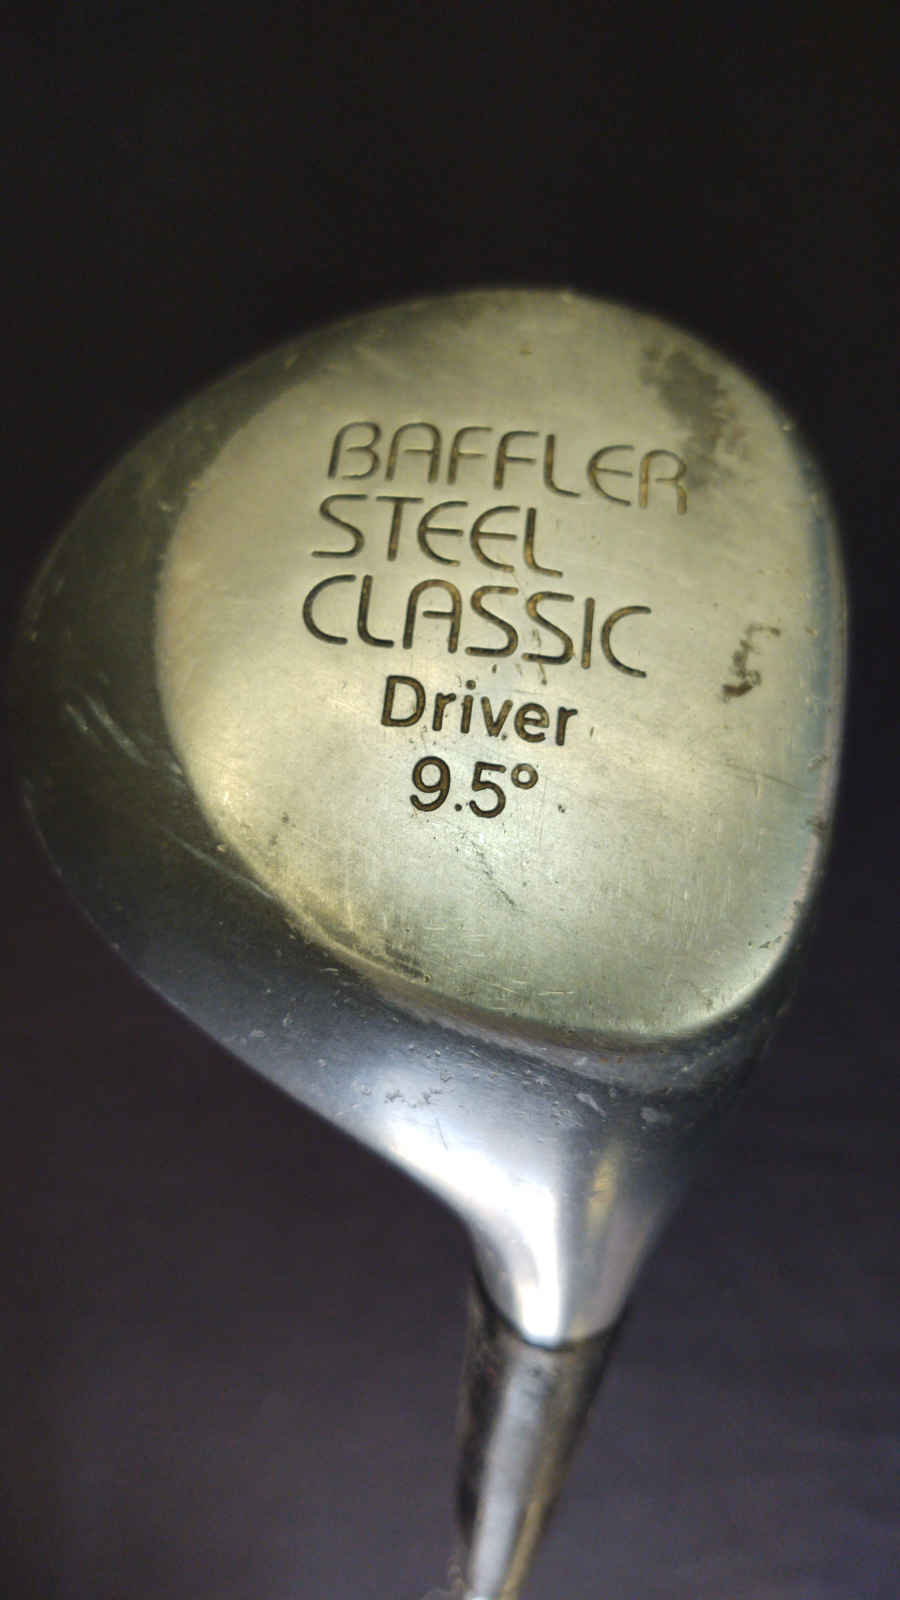 BAFFLER
STEEL
CLASSIC
Driver
9.5°